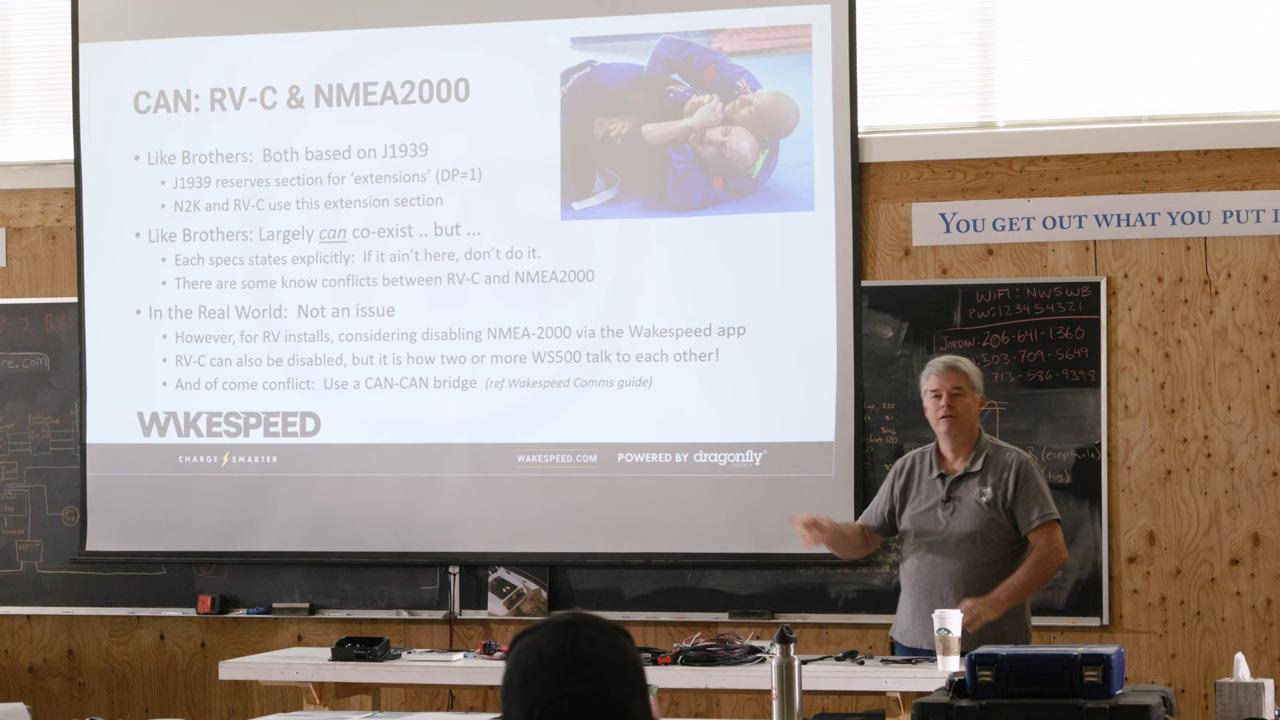 CAN: RV-C & NMEA2000
• Like Brothers: Both based on J1939
• J1939 reserves section for 'extensions' (DP=1)
• N2K and RV-C use this extension section
• Like Brothers: Largely can co-exist .. but ...
• Each specs states explicitly: If it ain't here, don't do it.
• There are some know conflicts between RV-C and NMEA2000
• In the Real World: Not an issue
• However, for RV installs, considering disabling NMEA-2000 via the Wakespeed app
• RV-C can also be disabled, but it is how two or more WS500 talk to each other!
• And of come conflict: Use a CAN-CAN bridge (ref Wakespeed Comms guide)
WAKESPEED
CHARGE SMARTER
WAKESPEED.COM
POWERED BY dragonfly
ENERGY
YOU GET OUT WHAT YOU PUT
WIFI: NWSWB
PW: 123454321
JORDAN: 206-641-1360
: 503-709-5649
713-586-9398
re.com
MPPT